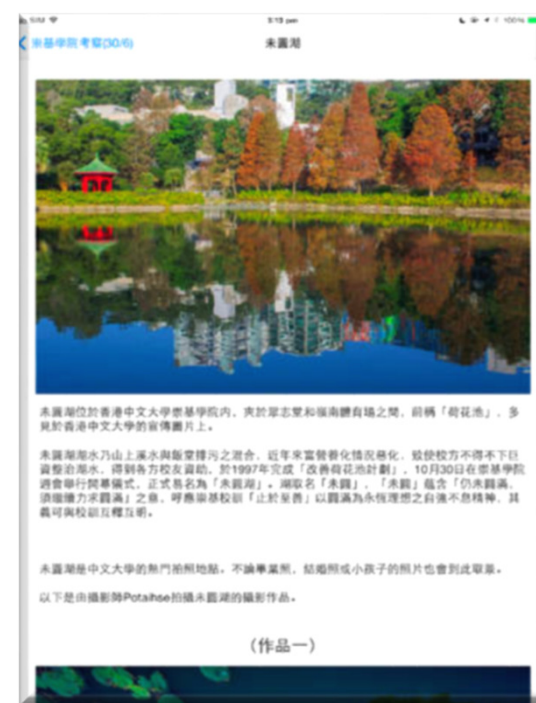 5:13 pm
100%
崇基學院考察(30/6)
未圓湖
未圓湖位於香港中文大學崇基學院內，夾於眾志堂和嶺南體育場之間，前稱「荷花池」，多
見於香港中文大學的宣傳圖片上。
未圓湖湖水乃山上溪水與飯堂排污之混合，近年來富營養化情況惡化，致使校方不得不下巨
資整治湖水，得到各方校友資助，於1997年完成「改善荷花池計劃」，10月30日在崇基學院
週會舉行開幕儀式，正式易名為「未圓湖」。湖取名「未圓」，「未圓」蘊含「仍未圓滿，
須繼續力求圓滿」之意，呼應崇基校訓「止於至善」以圓滿為永恆理想之自強不息精神，其
義可與校訓互釋互明。
未圓湖是中文大學的熱門拍照地點。不論畢業照，結婚照或小孩子的照片也會到此取景。
以下是由攝影師Potaihse拍攝未圓湖的攝影作品。
（作品一）